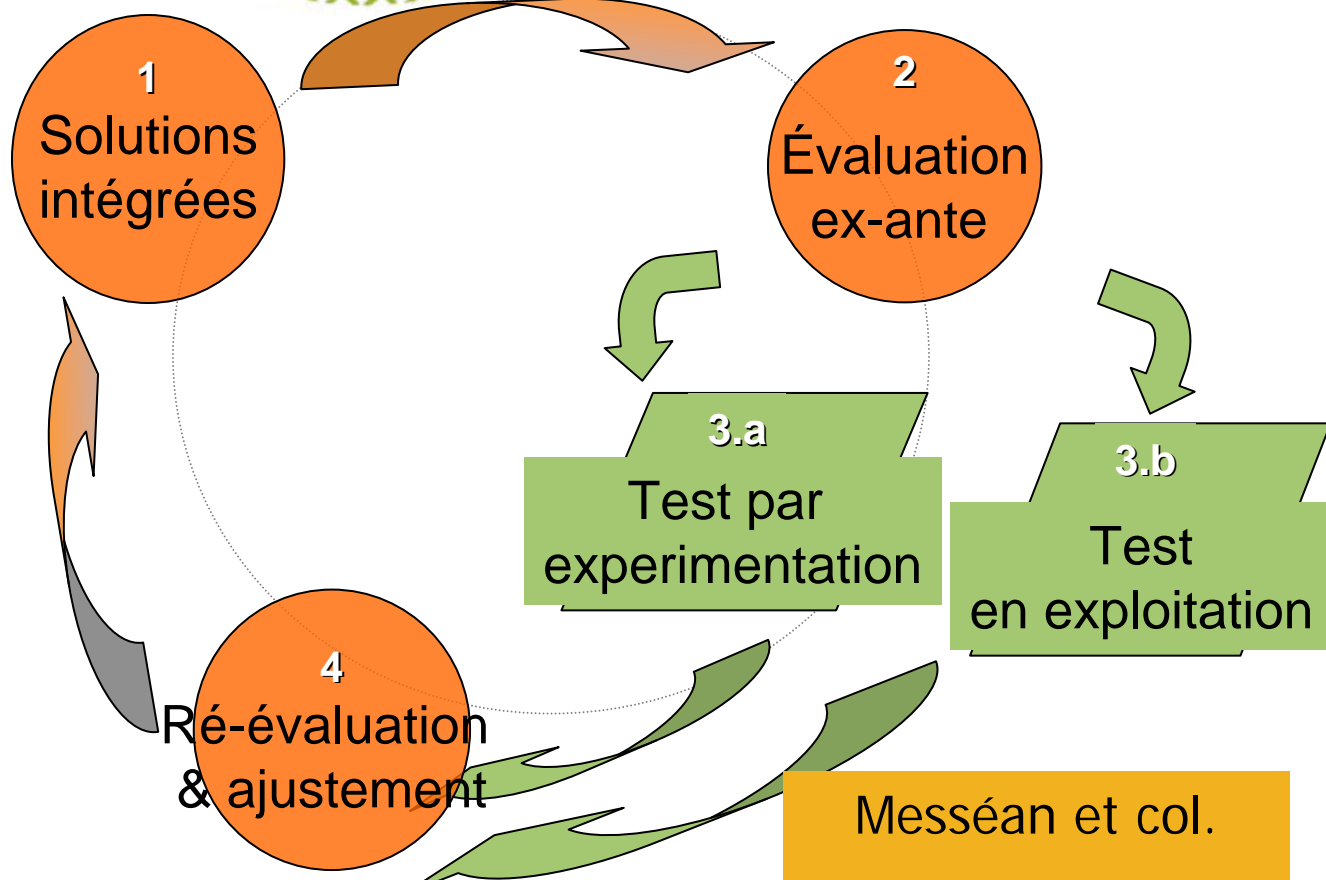 1
Solutions
intégrées
2
Évaluation
ex-ante
3.a
Test par
experimentation
3.b
Test
en exploitation
4
Ré-évaluation
& ajustement
Messéan et col.